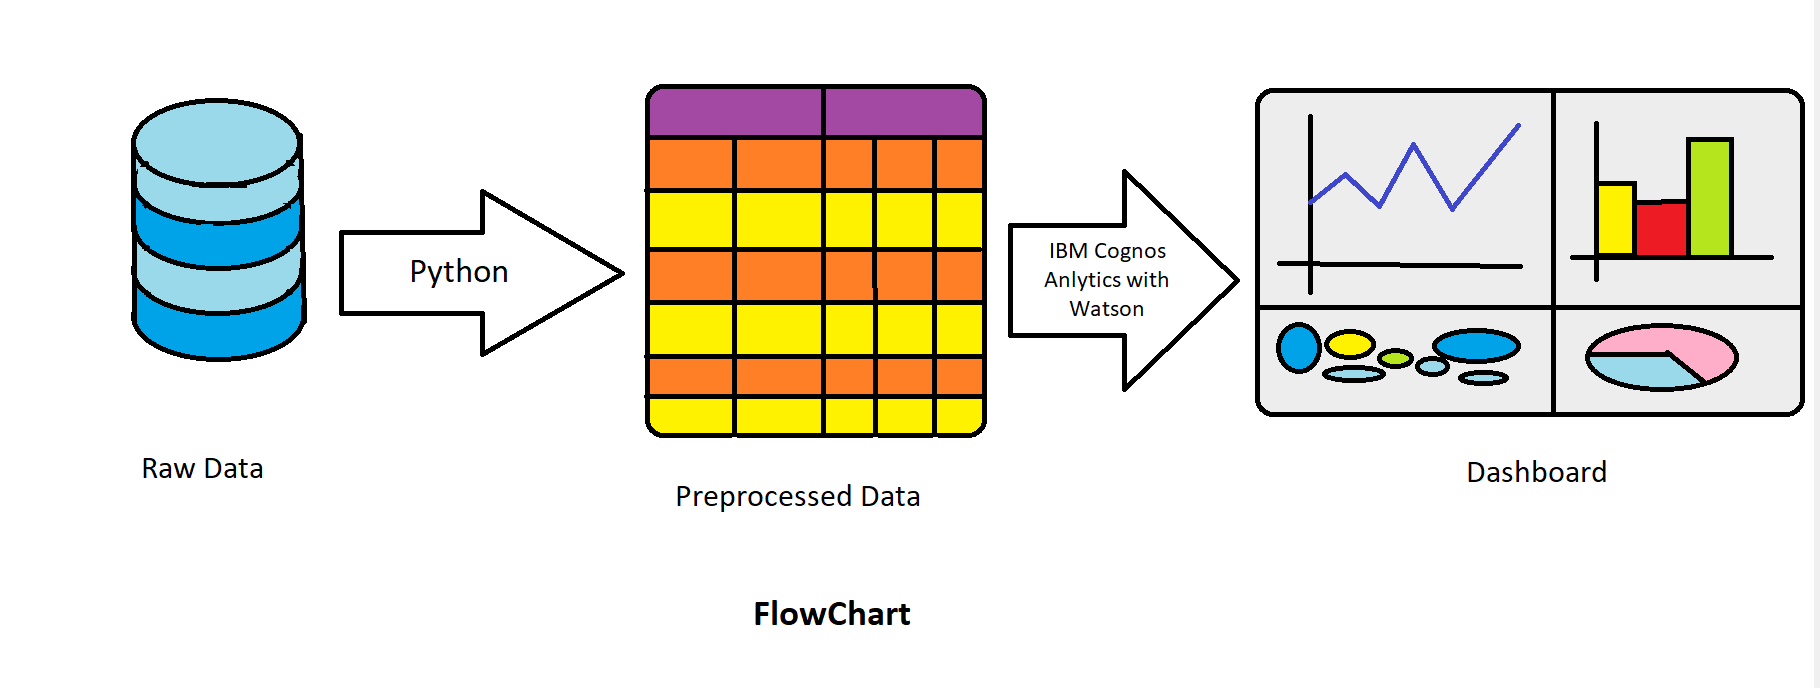 Python
IBM Cognos
Anlytics with
Watson
Raw Data
Preprocessed Data
Dashboard
FlowChart